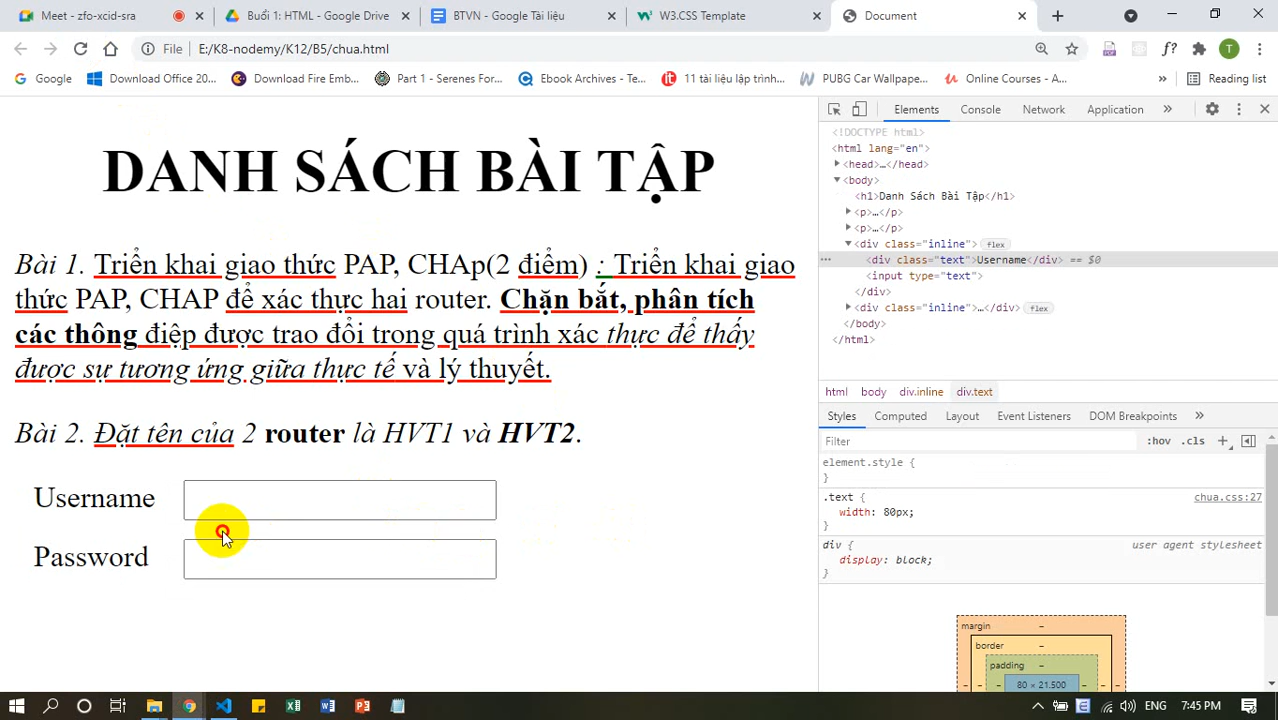 Meet - zfo-xcid-sra
Buổi 1: HTML - Google Drive
BTVN - Google Tài liệu
W3.CSS Template
Document
File
E:/K8-nodemy/K12/B5/chua.html
f?
T
Google
Download Office 20...
Download Fire Emb...
Part 1 - Serenes For...
Ebook Archives - Te...
11 tài liệu lập trình...
PUBG Car Wallpape...
Online Courses - A...
»
Reading list
DANH SÁCH BÀI TẬP
Bài 1. Triển khai giao thức PAP, CHAp(2 điểm) : Triển khai giao
thức PAP, CHAP để xác thực hai router. Chặn bắt, phân tích
các thông điệp được trao đổi trong quá trình xác thực để thấy
được sự tương ứng giữa thực tế và lý thuyết.
Bài 2. Đặt tên của 2 router là HVT1 và HVT2.
Username
Password
Elements
Console
Network
Application
»
<!DOCTYPE html>
<html lang="en">
<head>…</head>
<body>
<h1>Danh Sách Bài Tập</h1>
<p>…</p>
<p>…</p>
<div class="inline"> flex
… <div class="text">Username</div> == $0
<input type="text">
</div>
<div class="inline">…</div> flex
</body>
</html>
html
body
div.inline
div.text
Styles
Computed
Layout
Event Listeners
DOM Breakpoints
»
Filter
:hov
.cls
+
element.style {
}
.text {
chua.css:27
width: 80px;
}
div {
user agent stylesheet
display: block;
}
margin
–
border
–
padding
–
80 × 21.500
ENG
7:45 PM